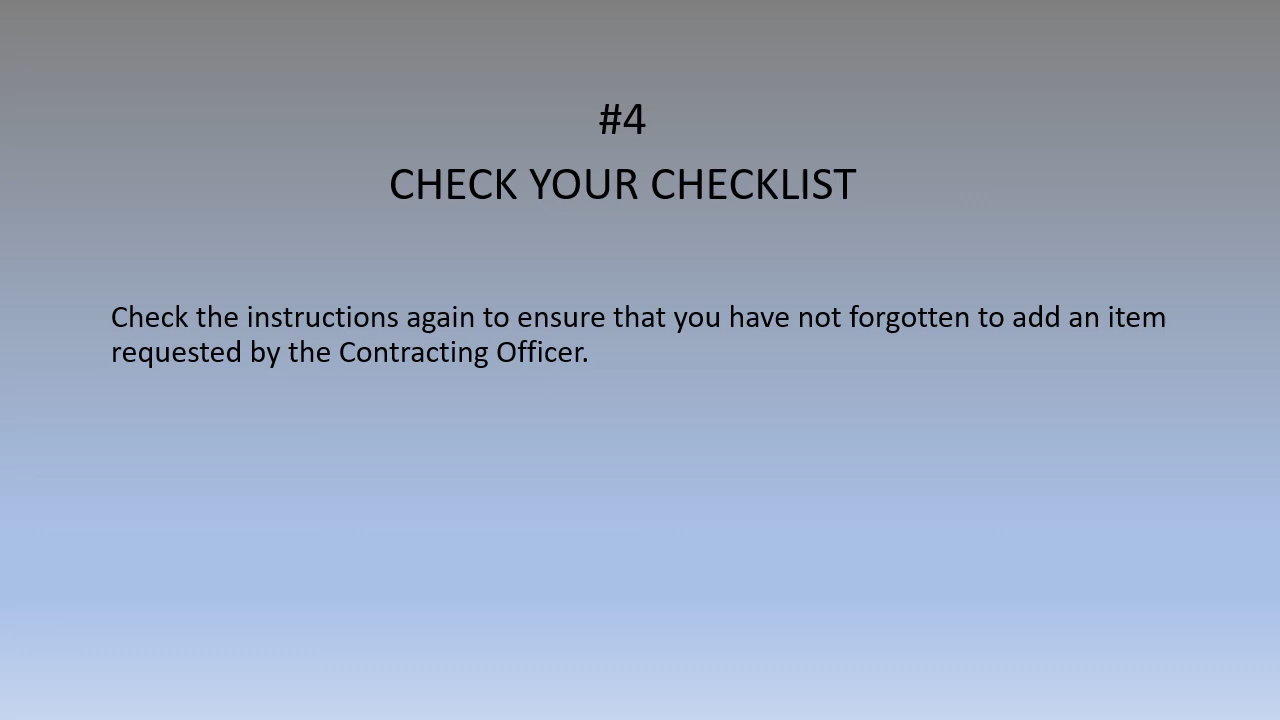 #4
CHECK YOUR CHECKLIST
Check the instructions again to ensure that you have not forgotten to add an item
requested by the Contracting Officer.